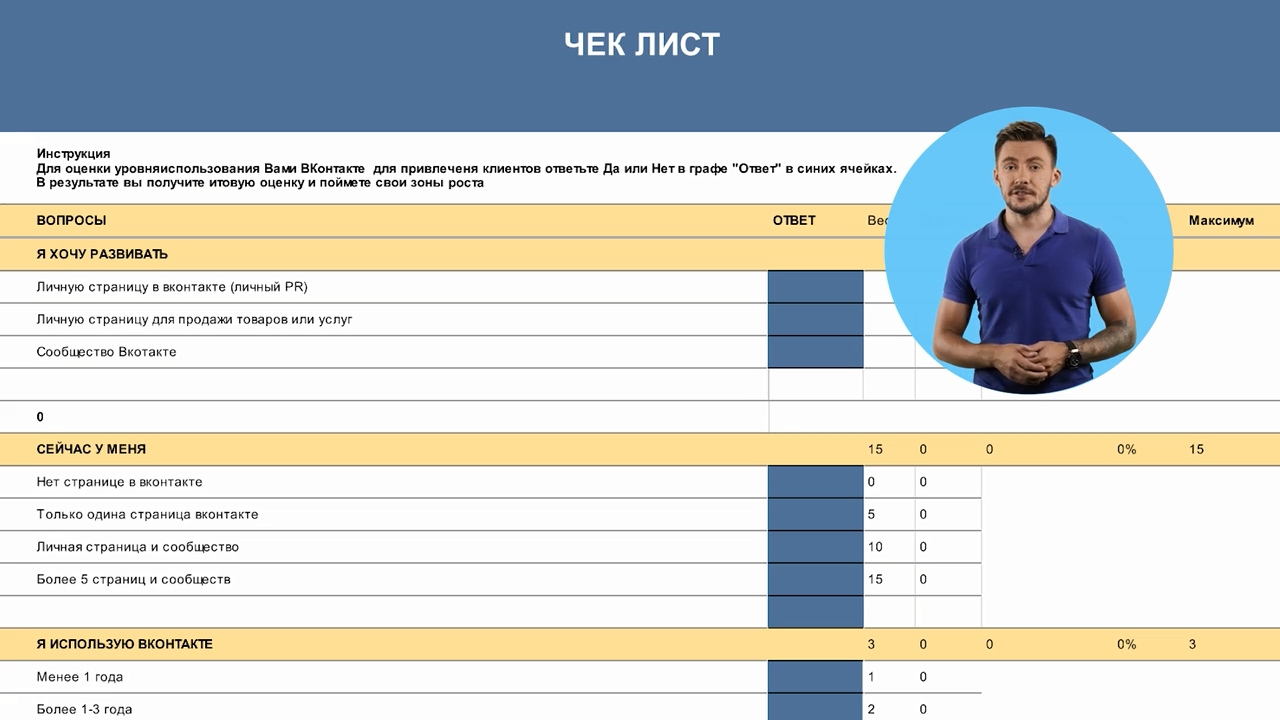 ЧЕК ЛИСТ
Инструкция
Для оценки уровняиспользования Вами ВКонтакте для привлеченя клиентов ответьте Да или Нет в графе "Ответ" в синих ячейках.
В результате вы получите итовую оценку и поймете свои зоны роста
ВОПРОСЫ ОТВЕТ Вес Максимум
Я ХОЧУ РАЗВИВАТЬ
Личную страницу в вконтакте (личный PR)
Личную страницу для продажи товаров или услуг
Сообщество Вкотакте
0
СЕЙЧАС У МЕНЯ 15 0 0 0% 15
Нет странице в вконтакте 0 0
Только одина страница вконтакте 5 0
Личная страница и сообщество 10 0
Более 5 страниц и сообществ 15 0
Я ИСПОЛЬЗУЮ ВКОНТАКТЕ 3 0 0 0% 3
Менее 1 года 1 0
Более 1-3 года 2 0